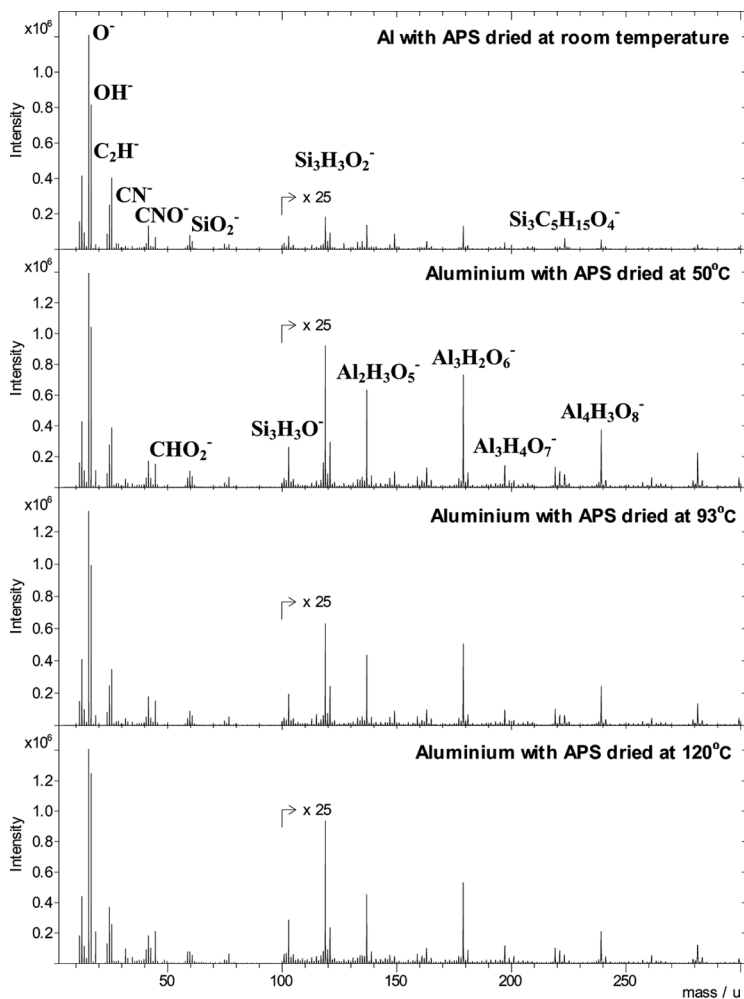 x10⁶
O⁻
Al with APS dried at room temperature
1.0
OH⁻
0.8
Intensity
0.6
C₂H⁻
Si₃H₃O₂⁻
0.4
CN⁻
CNO⁻
x 25
0.2
SiO₂⁻
Si₃C₅H₁₅O₄⁻
x10⁶
Aluminium with APS dried at 50°C
1.2
1.0
x 25
Intensity
0.8
Al₂H₃O₅⁻
Al₃H₂O₆⁻
0.6
0.4
CHO₂⁻
Si₃H₃O⁻
Al₃H₄O₇⁻
Al₄H₃O₈⁻
0.2
x10⁶
Aluminium with APS dried at 93°C
1.2
1.0
Intensity
0.8
x 25
0.6
0.4
0.2
x10⁶
Aluminium with APS dried at 120°C
1.2
1.0
x 25
Intensity
0.8
0.6
0.4
0.2
50 100 150 200 250
mass / u